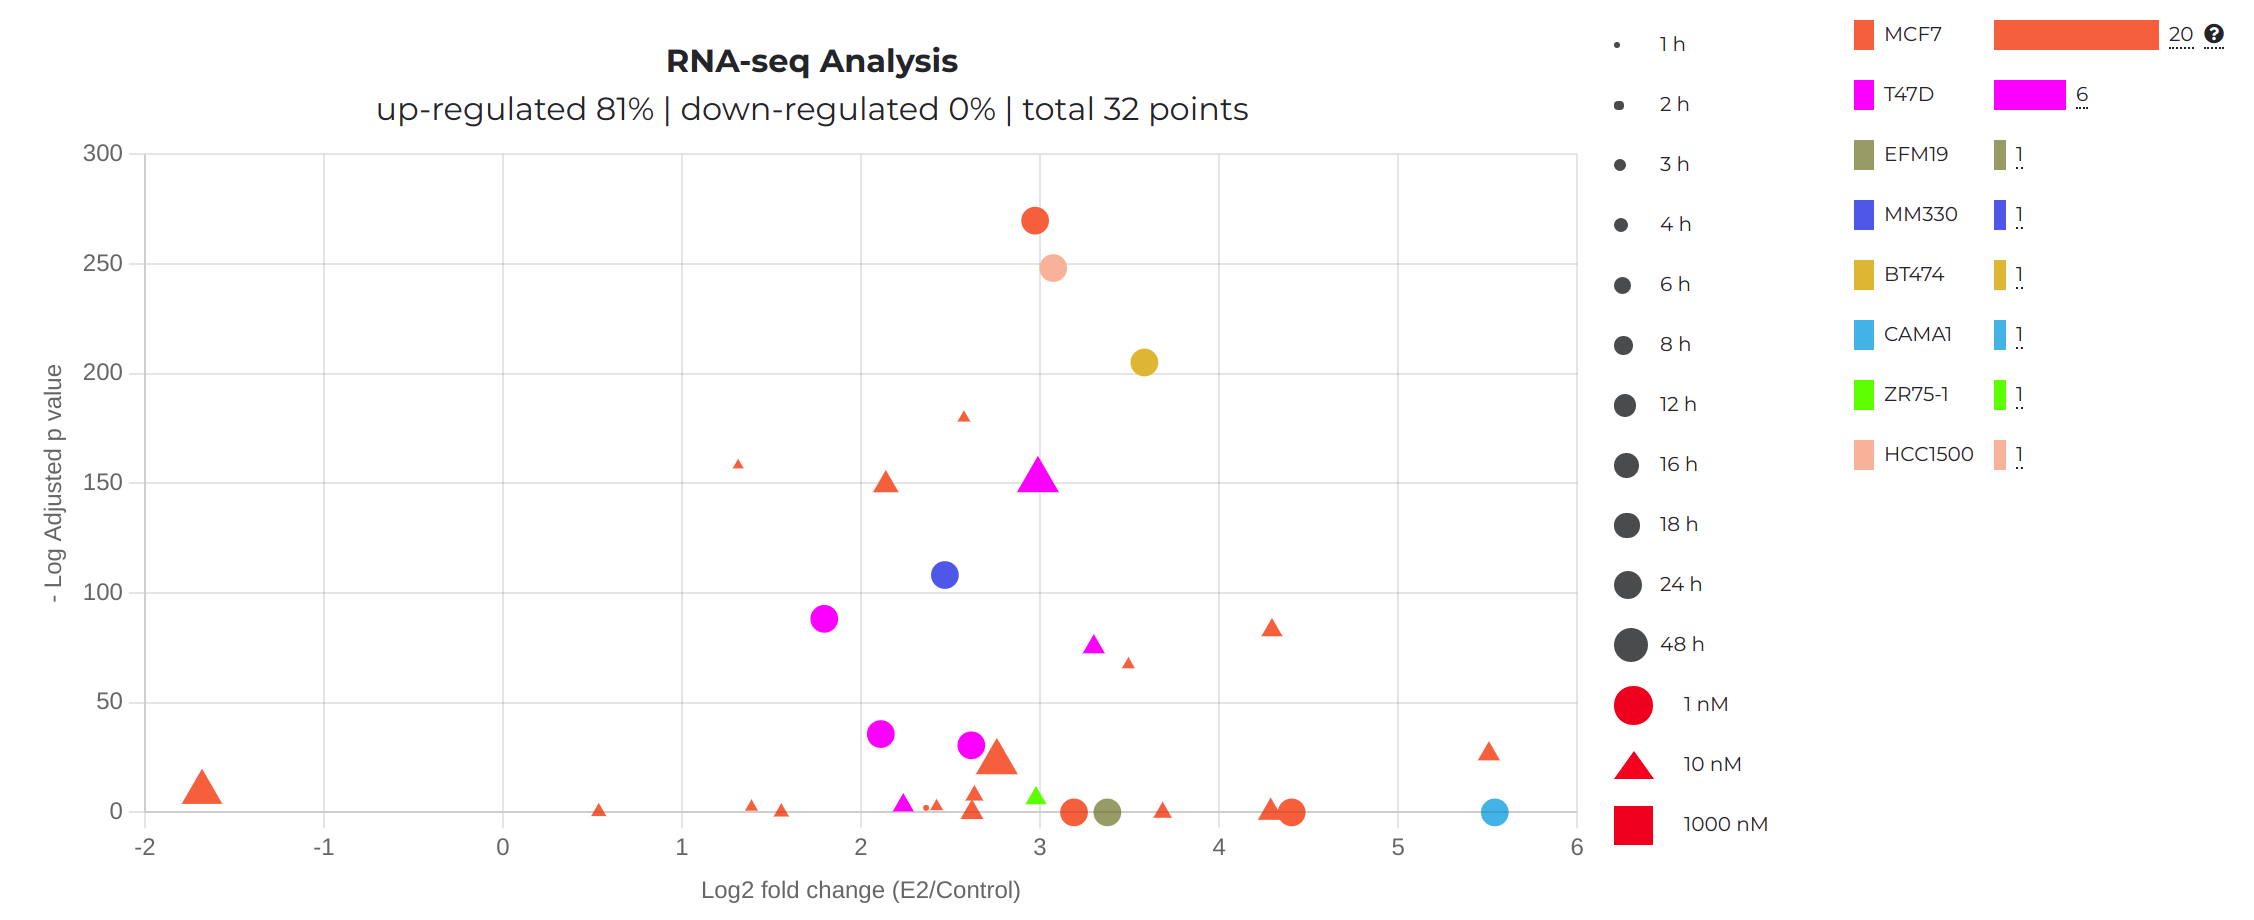 RNA-seq Analysis
up-regulated 81% | down-regulated 0% | total 32 points
300
250
200
150
100
50
0
- Log Adjusted p value
-2 -1 0 1 2 3 4 5 6
Log2 fold change (E2/Control)
1 h
2 h
3 h
4 h
6 h
8 h
12 h
16 h
18 h
24 h
48 h
1 nM
10 nM
1000 nM
MCF7 20 ?
T47D 6
EFM19 1
MM330 1
BT474 1
CAMA1 1
ZR75-1 1
HCC1500 1